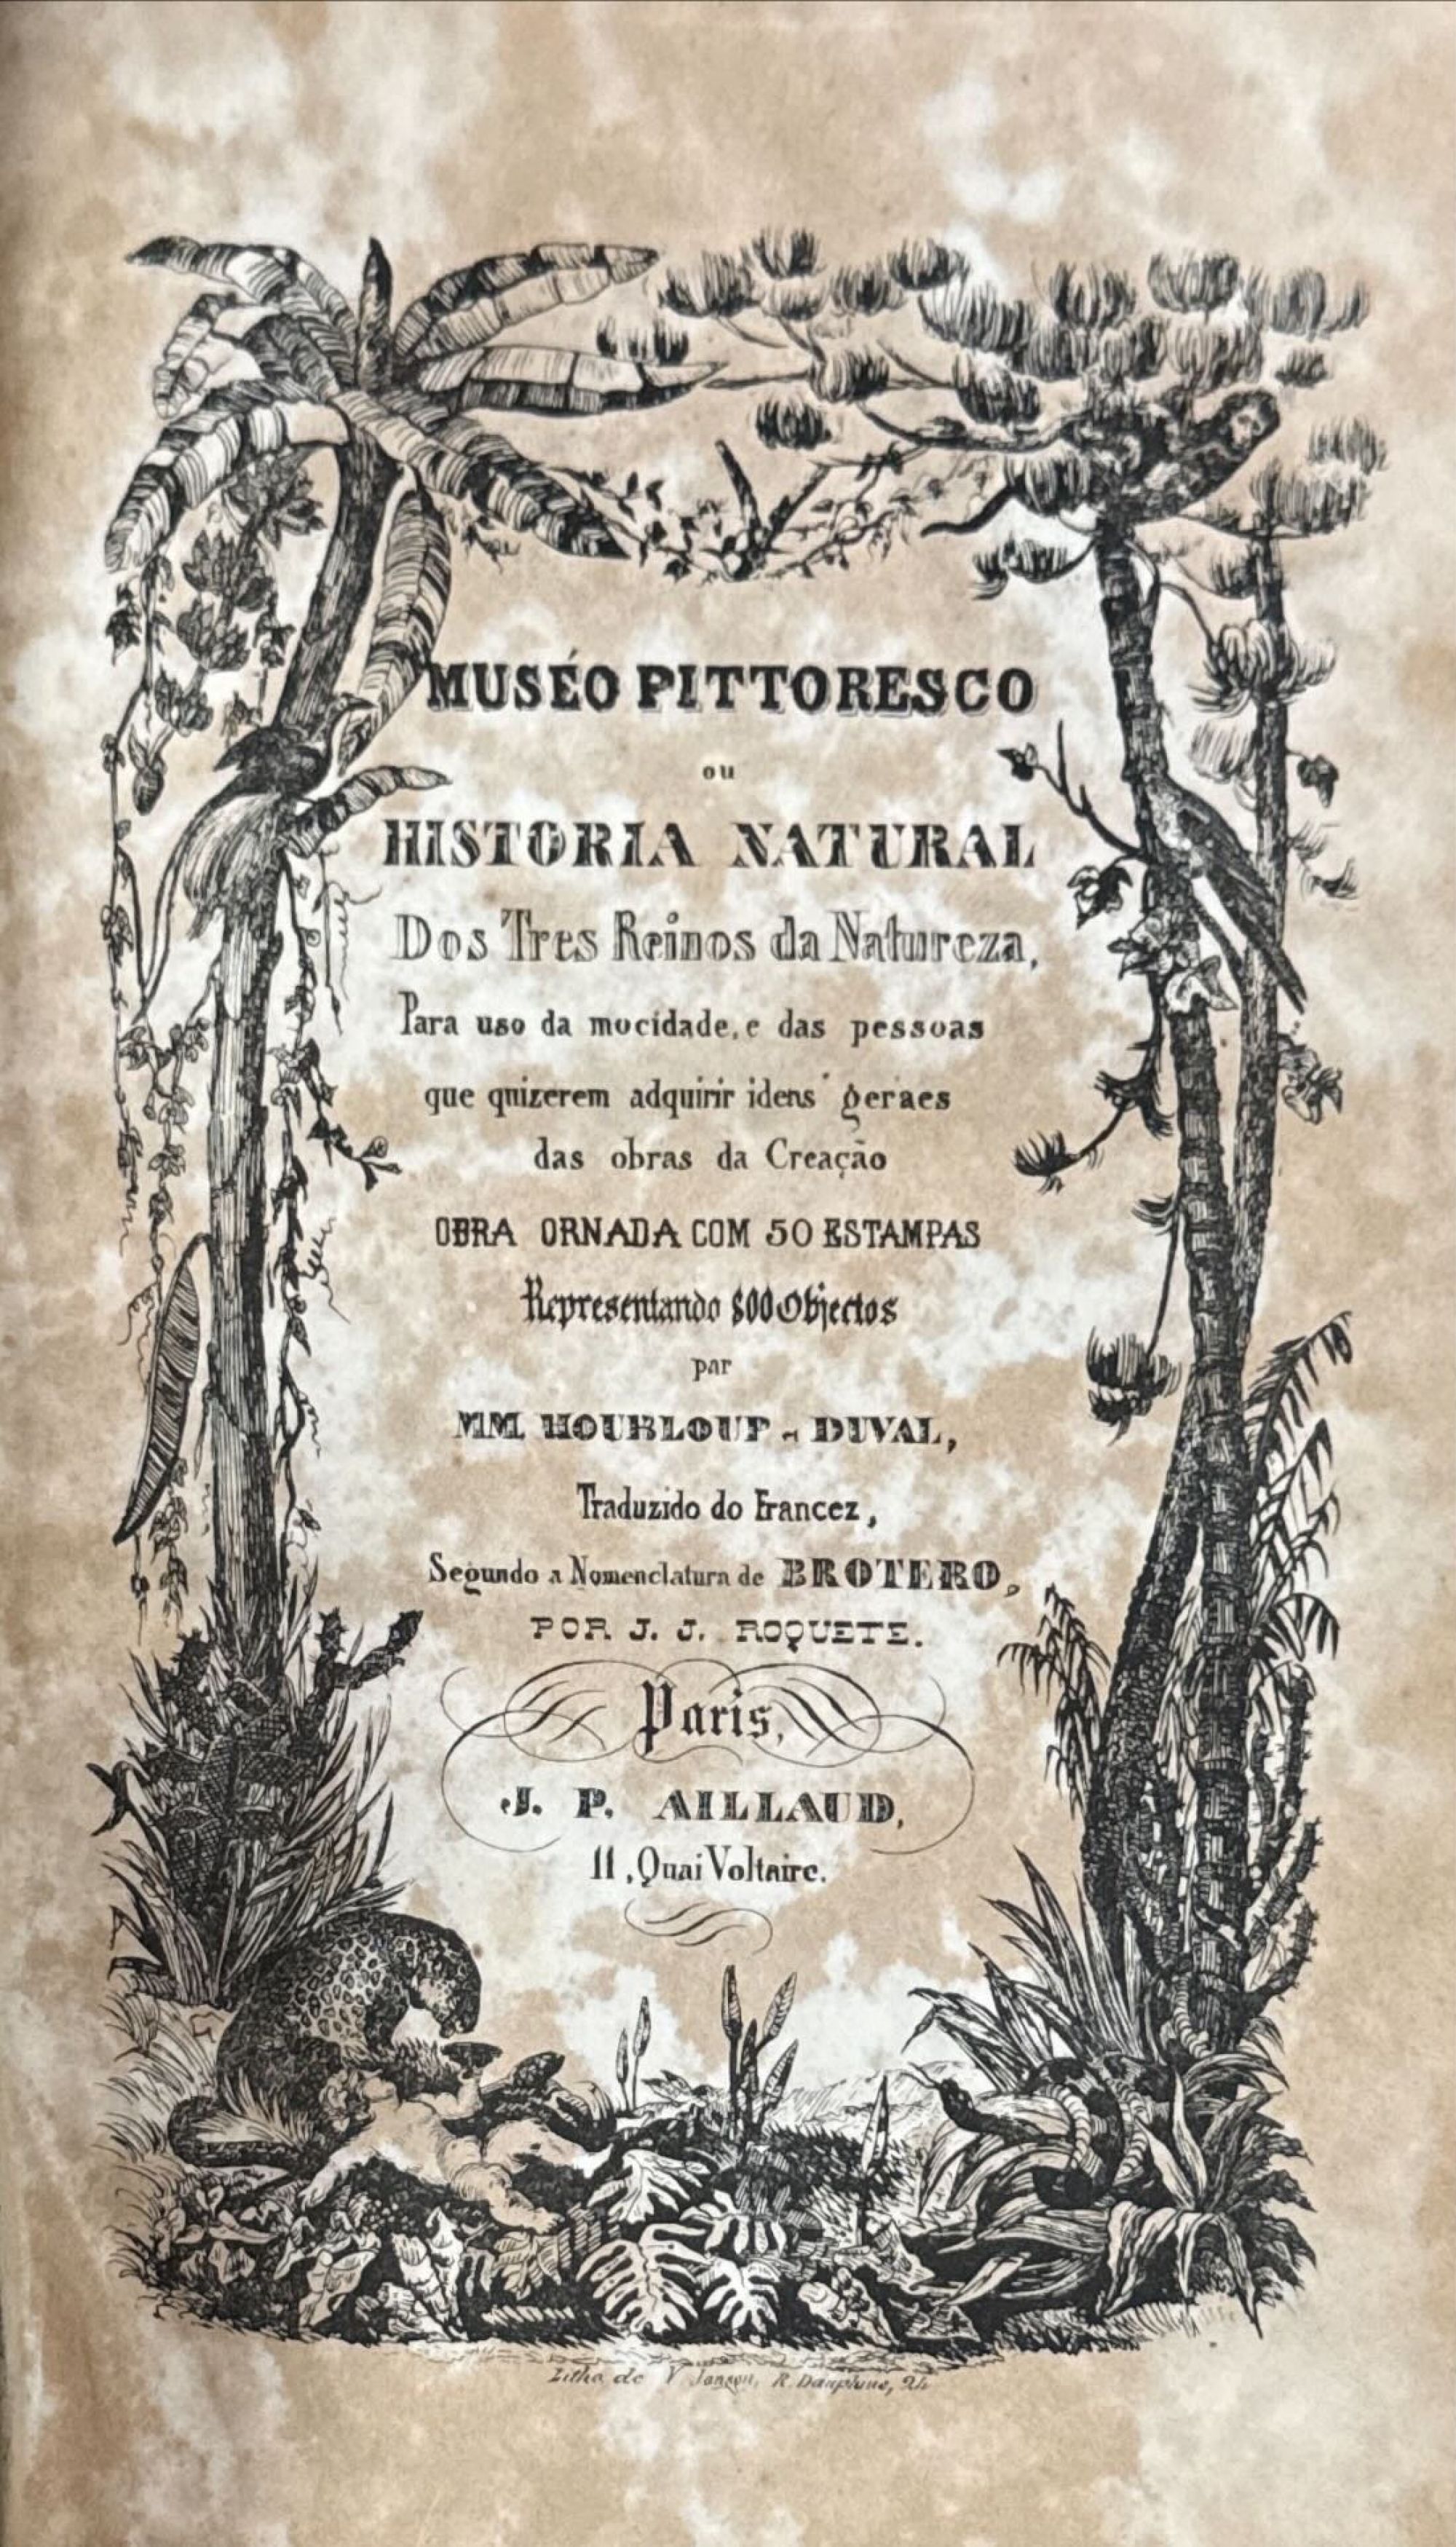 MUSÉO PITTORESCO
ou
HISTORIA NATURAL
Dos Tres Reinos da Natureza,
Para uso da mocidade, e das pessoas
que quizerem adquirir ideas geraes
das obras da Creação
OBRA ORNADA COM 50 ESTAMPAS
Representando 800 Objectos
par
MM HOUBLOUP - DUVAL,
Traduzido do Francez,
Segundo a Nomenclatura de BROTERO,
POR J. J. ROQUETE.
Paris,
J. P. AILLAUD,
11, Quai Voltaire.
Litho de V Janson, R. Dauphine, 24